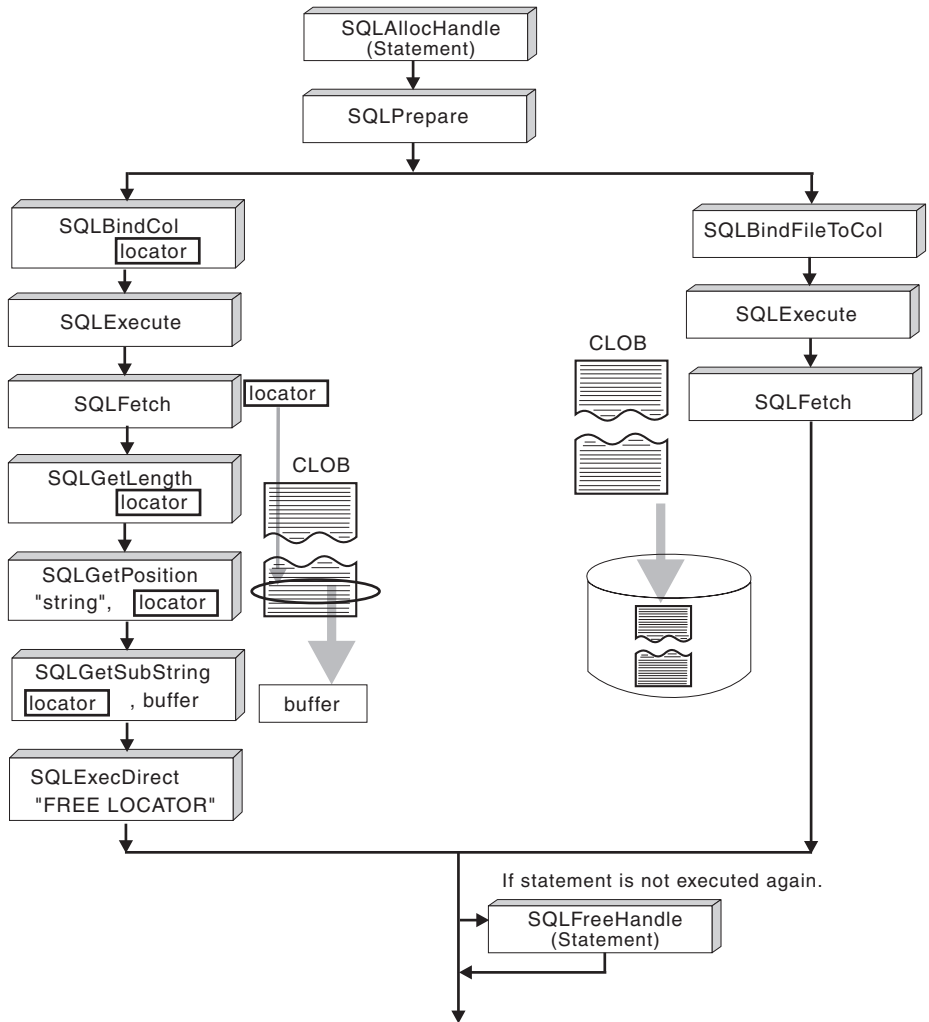 SQLAllocHandle
(Statement)
SQLPrepare
SQLBindCol
locator
SQLExecute
SQLFetch
locator
SQLGetLength
locator
CLOB
SQLGetPosition
"string", locator
SQLGetSubString
locator , buffer
buffer
SQLExecDirect
"FREE LOCATOR"
SQLBindFileToCol
SQLExecute
CLOB
SQLFetch
If statement is not executed again.
SQLFreeHandle
(Statement)